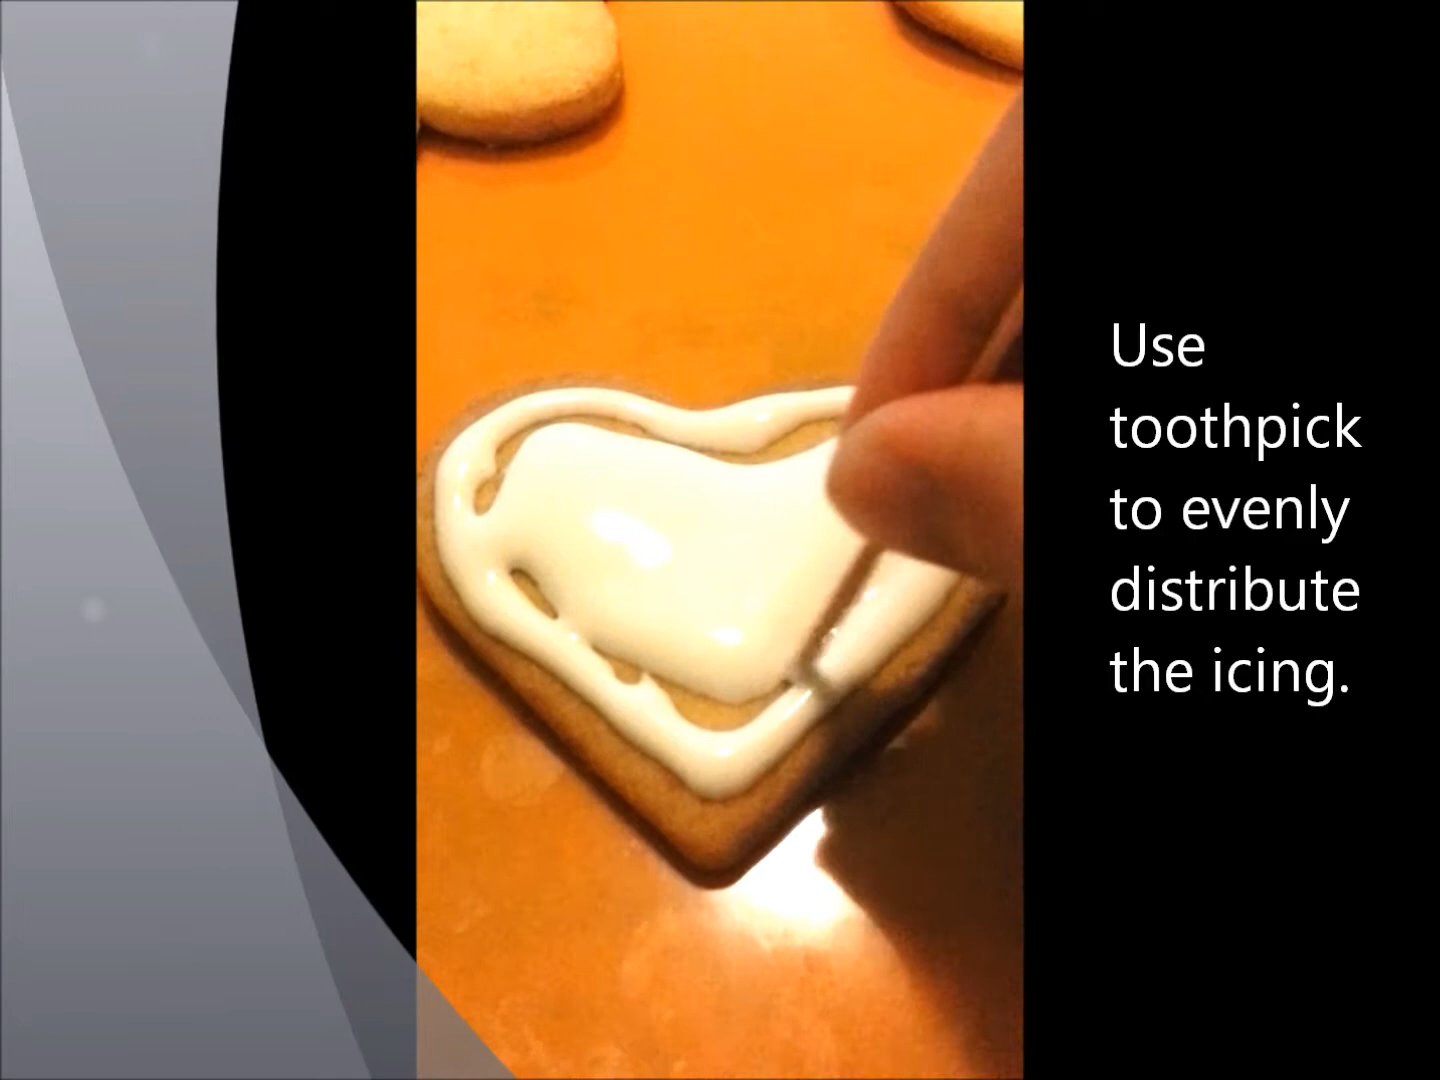 Use
toothpick
to evenly
distribute
the icing.